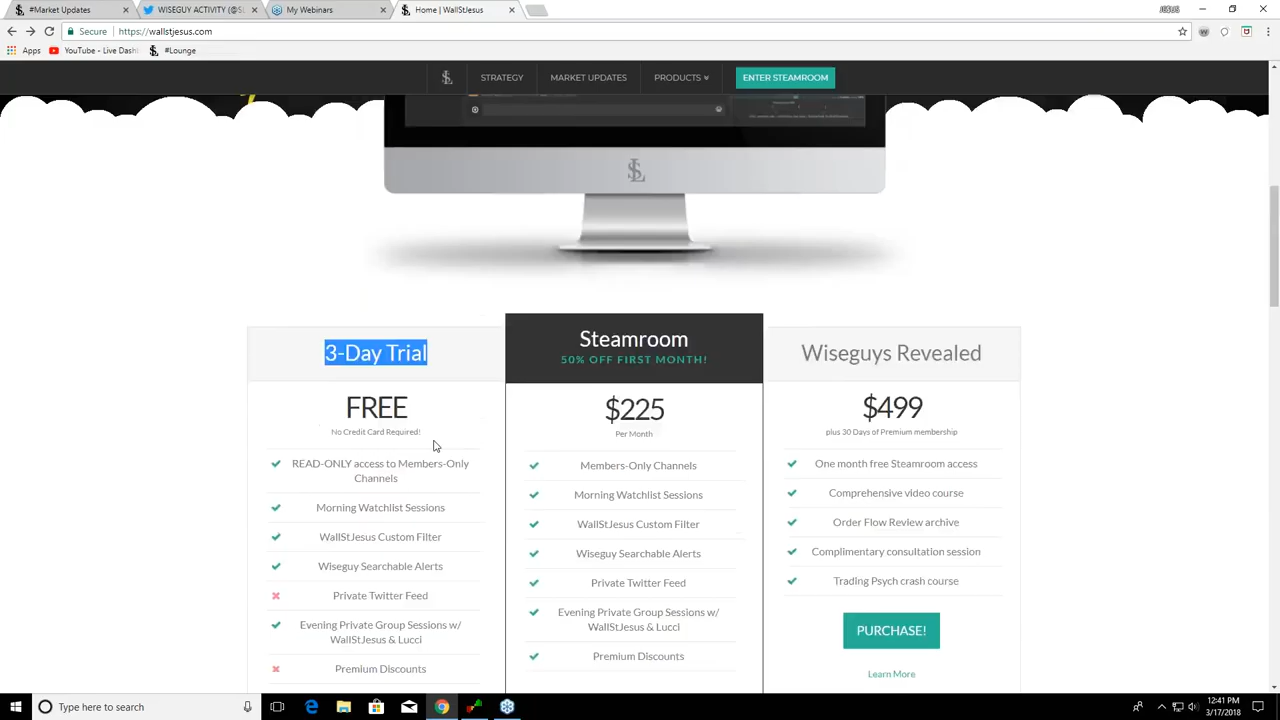 #Market Updates
WISEGUY ACTIVITY (@S
My Webinars
Home | WallStJesus
Secure
https://wallstjesus.com
Apps
YouTube - Live Dash
#Lounge
STRATEGY
MARKET UPDATES
PRODUCTS
ENTER STEAMROOM
3-Day Trial
FREE
No Credit Card Required!
READ-ONLY access to Members-Only
Channels
Morning Watchlist Sessions
WallStJesus Custom Filter
Wiseguy Searchable Alerts
Private Twitter Feed
Evening Private Group Sessions w/
WallStJesus & Lucci
Premium Discounts
Steamroom
50% OFF FIRST MONTH!
$225
Per Month
Members-Only Channels
Morning Watchlist Sessions
WallStJesus Custom Filter
Wiseguy Searchable Alerts
Private Twitter Feed
Evening Private Group Sessions w/
WallStJesus & Lucci
Premium Discounts
Wiseguys Revealed
$499
plus 30 Days of Premium membership
One month free Steamroom access
Comprehensive video course
Order Flow Review archive
Complimentary consultation session
Trading Psych crash course
PURCHASE!
Learn More
Type here to search
12:41 PM
3/17/2018